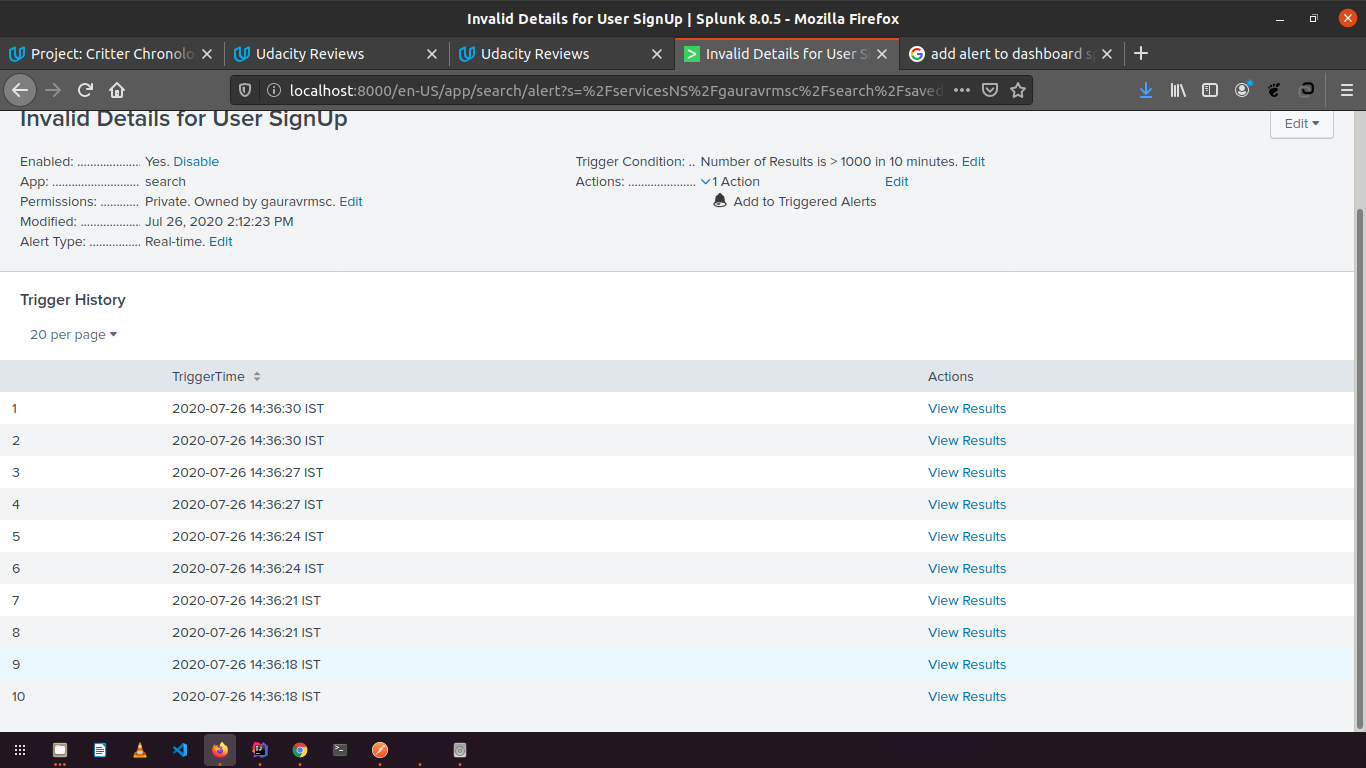 Invalid Details for User SignUp | Splunk 8.0.5 - Mozilla Firefox
Project: Critter Chronolo
Udacity Reviews
Udacity Reviews
Invalid Details for User S
add alert to dashboard s
localhost:8000/en-US/app/search/alert?s=%2FservicesNS%2Fgauravrmsc%2Fsearch%2Fsaved
Invalid Details for User SignUp
Edit
Enabled: .................... Yes. Disable
App: ............................ search
Permissions: ............. Private. Owned by gauravrmsc. Edit
Modified: .................... Jul 26, 2020 2:12:23 PM
Alert Type: ................. Real-time. Edit
Trigger Condition: .. Number of Results is > 1000 in 10 minutes. Edit
Actions: ...................... 1 Action Edit
Add to Triggered Alerts
Trigger History
20 per page
TriggerTime Actions
1 2020-07-26 14:36:30 IST View Results
2 2020-07-26 14:36:30 IST View Results
3 2020-07-26 14:36:27 IST View Results
4 2020-07-26 14:36:27 IST View Results
5 2020-07-26 14:36:24 IST View Results
6 2020-07-26 14:36:24 IST View Results
7 2020-07-26 14:36:21 IST View Results
8 2020-07-26 14:36:21 IST View Results
9 2020-07-26 14:36:18 IST View Results
10 2020-07-26 14:36:18 IST View Results